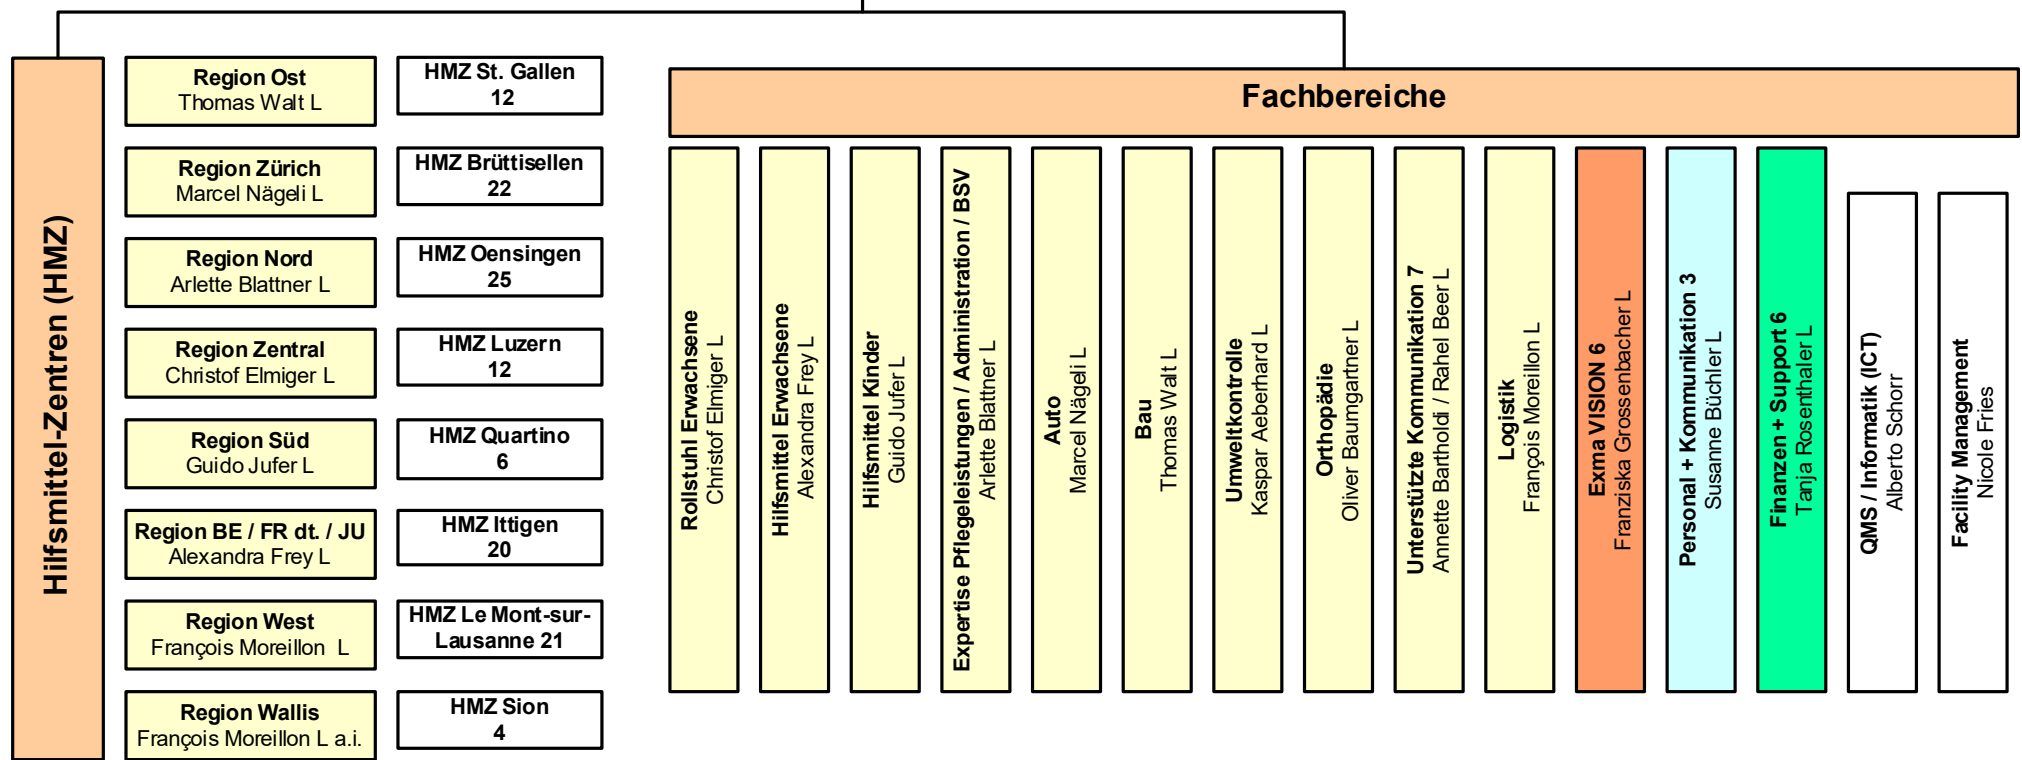 Hilfsmittel-Zentren (HMZ)
Region Ost
Thomas Walt L
HMZ St. Gallen
12
Region Zürich
Marcel Nägeli L
HMZ Brüttisellen
22
Region Nord
Arlette Blattner L
HMZ Oensingen
25
Region Zentral
Christof Elmiger L
HMZ Luzern
12
Region Süd
Guido Jufer L
HMZ Quartino
6
Region BE / FR dt. / JU
Alexandra Frey L
HMZ Ittigen
20
Region West
François Moreillon L
HMZ Le Mont-sur-
Lausanne 21
Region Wallis
François Moreillon L a.i.
HMZ Sion
4
Fachbereiche
Rollstuhl Erwachsene
Christof Elmiger L
Hilfsmittel Erwachsene
Alexandra Frey L
Hilfsmittel Kinder
Guido Jufer L
Expertise Pflegeleistungen / Administration / BSV
Arlette Blattner L
Auto
Marcel Nägeli L
Bau
Thomas Walt L
Umweltkontrolle
Kaspar Aeberhard L
Orthopädie
Oliver Baumgartner L
Unterstütze Kommunikation 7
Annette Bartholdi / Rahel Beer L
Logistik
François Moreillon L
Exma VISION 6
Franziska Grossenbacher L
Personal + Kommunikation 3
Susanne Büchler L
Finanzen + Support 6
Tanja Rosenthaler L
QMS / Informatik (ICT)
Alberto Schorr
Facility Management
Nicole Fries